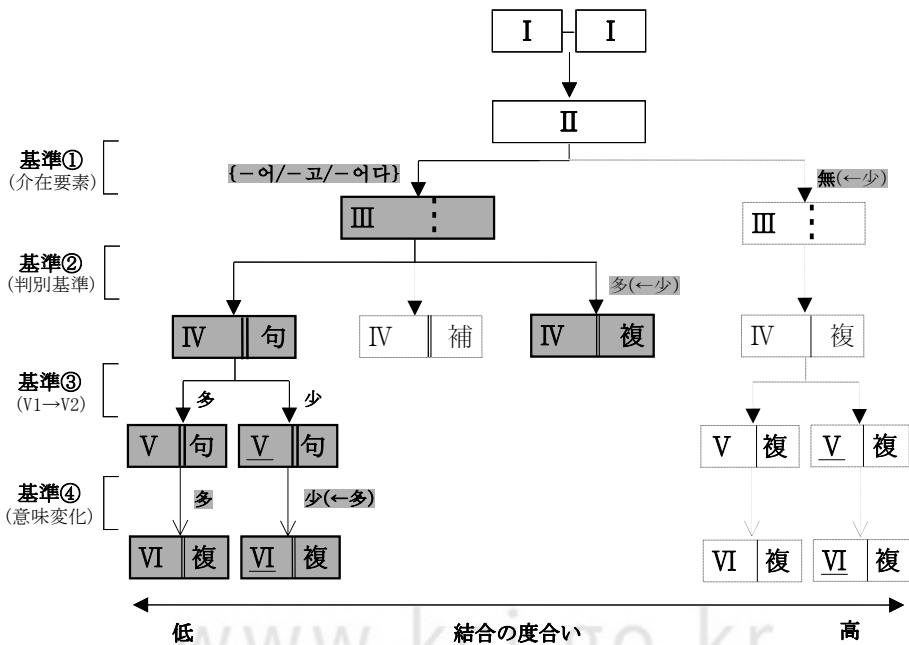 Ⅰ Ⅰ
Ⅱ
基準①
(介在要素)
{-어/-고/-어다}
無(←少)
Ⅲ Ⅲ
基準②
(判別基準)
多(←少)
Ⅳ 句 Ⅳ 補 Ⅳ 複 Ⅳ 複
基準③
(V1→V2)
多 少
Ⅴ 句 Ⅴ 句 Ⅴ 複 Ⅴ 複
基準④
(意味変化)
多 少(←多)
Ⅵ 複 Ⅵ 複 Ⅵ 複 Ⅵ 複
低 結合の度合い 高